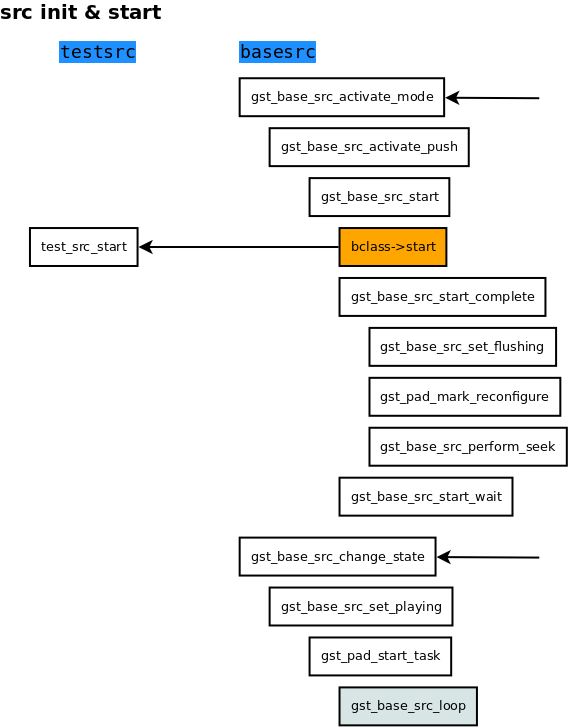 src init & start
testsrc basesrc
gst_base_src_activate_mode
gst_base_src_activate_push
gst_base_src_start
test_src_start bclass->start
gst_base_src_start_complete
gst_base_src_set_flushing
gst_pad_mark_reconfigure
gst_base_src_perform_seek
gst_base_src_start_wait
gst_base_src_change_state
gst_base_src_set_playing
gst_pad_start_task
gst_base_src_loop